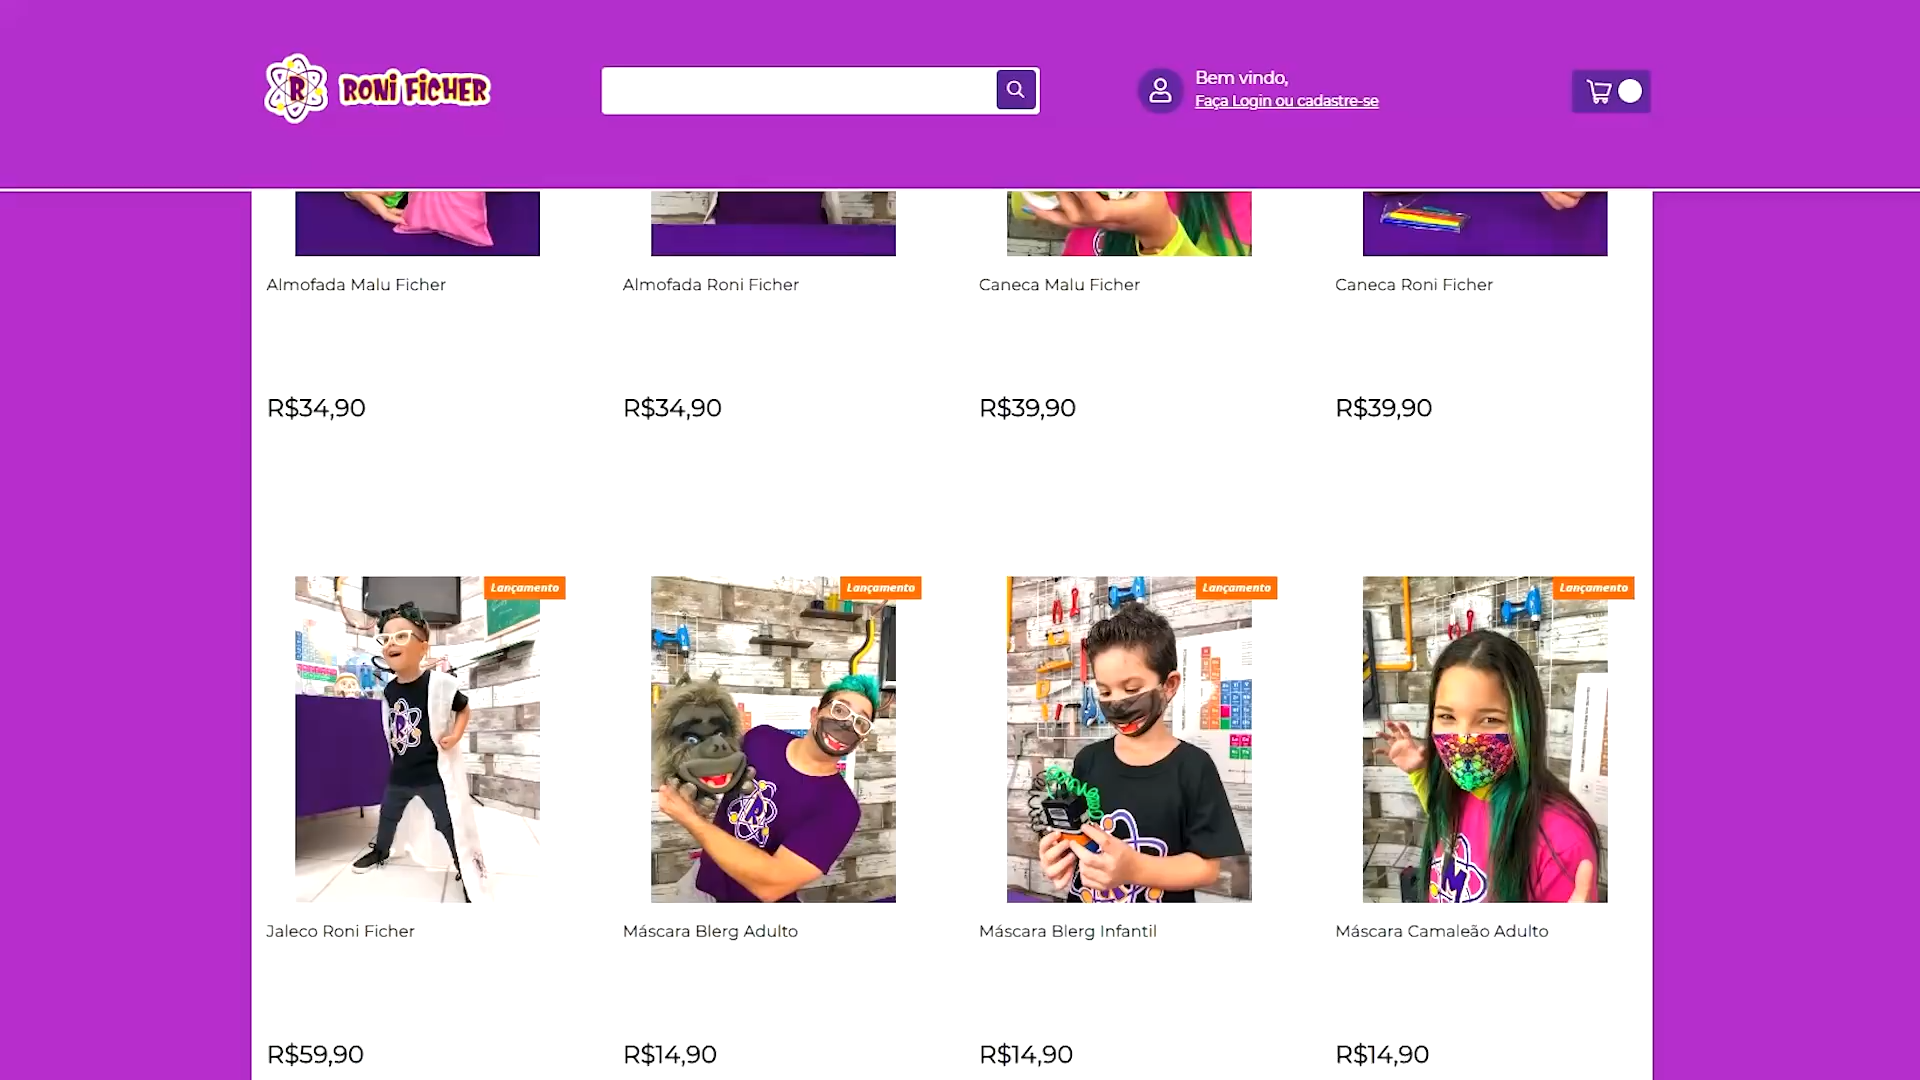 R RONI FICHER
Bem vindo,
Faça Login ou cadastre-se
Almofada Malu Ficher
Almofada Roni Ficher
Caneca Malu Ficher
Caneca Roni Ficher
R$34,90
R$34,90
R$39,90
R$39,90
Lançamento
Lançamento
Lançamento
Lançamento
Jaleco Roni Ficher
Máscara Blerg Adulto
Máscara Blerg Infantil
Máscara Camaleão Adulto
R$59,90
R$14,90
R$14,90
R$14,90